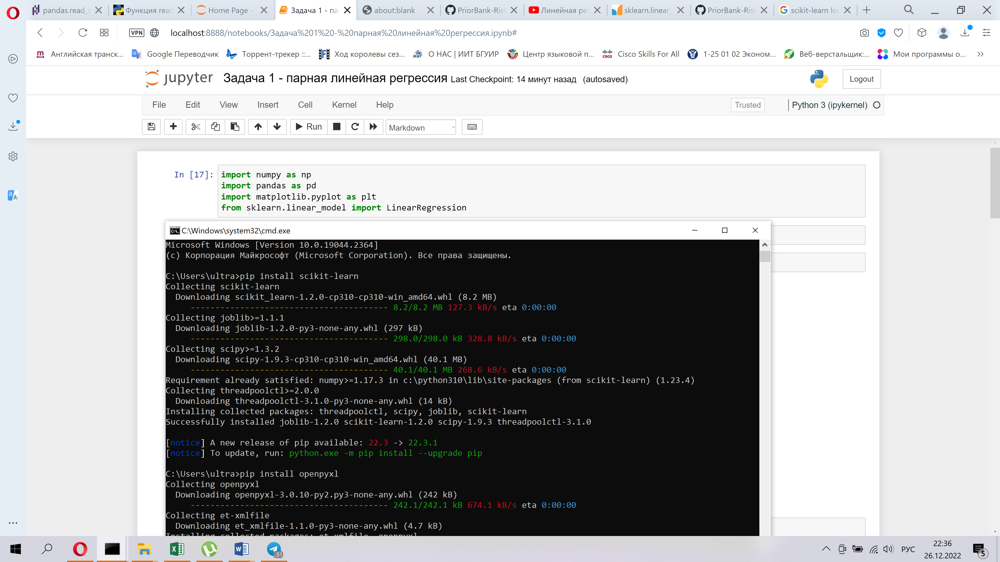 pandas.read_e
Функция read
Home Page -
Задача 1 - па
about:blank
PriorBank-Risk
Линейная рег
sklearn.linear_
PriorBank-Risk
scikit-learn log
VPN
localhost:8888/notebooks/Задача%201%20-%20парная%20линейная%20регрессия.ipynb#
Английская транск...
Google Переводчик
Торрент-трекер ::...
Ход королевы сез...
О НАС | ИИТ БГУИР
Центр языковой п...
Cisco Skills For All
1-25 01 02 Эконом...
Веб-верстальщик:...
Мои программы о...
jupyter Задача 1 - парная линейная регрессия Last Checkpoint: 14 минут назад (autosaved)
Logout
File Edit View Insert Cell Kernel Help
Trusted
Python 3 (ipykernel)
Run
Markdown
In [17]:
import numpy as np
import pandas as pd
import matplotlib.pyplot as plt
from sklearn.linear_model import LinearRegression
C:\Windows\system32\cmd.exe
Microsoft Windows [Version 10.0.19044.2364]
(c) Корпорация Майкрософт (Microsoft Corporation). Все права защищены.
C:\Users\ultra>pip install scikit-learn
Collecting scikit-learn
Downloading scikit_learn-1.2.0-cp310-cp310-win_amd64.whl (8.2 MB)
---------------------------------------- 8.2/8.2 MB 127.3 kB/s eta 0:00:00
Collecting joblib>=1.1.1
Downloading joblib-1.2.0-py3-none-any.whl (297 kB)
---------------------------------------- 298.0/298.0 kB 328.8 kB/s eta 0:00:00
Collecting scipy>=1.3.2
Downloading scipy-1.9.3-cp310-cp310-win_amd64.whl (40.1 MB)
---------------------------------------- 40.1/40.1 MB 268.6 kB/s eta 0:00:00
Requirement already satisfied: numpy>=1.17.3 in c:\python310\lib\site-packages (from scikit-learn) (1.23.4)
Collecting threadpoolctl>=2.0.0
Downloading threadpoolctl-3.1.0-py3-none-any.whl (14 kB)
Installing collected packages: threadpoolctl, scipy, joblib, scikit-learn
Successfully installed joblib-1.2.0 scikit-learn-1.2.0 scipy-1.9.3 threadpoolctl-3.1.0
[notice] A new release of pip available: 22.3 -> 22.3.1
[notice] To update, run: python.exe -m pip install --upgrade pip
C:\Users\ultra>pip install openpyxl
Collecting openpyxl
Downloading openpyxl-3.0.10-py2.py3-none-any.whl (242 kB)
---------------------------------------- 242.1/242.1 kB 674.1 kB/s eta 0:00:00
Collecting et-xmlfile
Downloading et_xmlfile-1.1.0-py3-none-any.whl (4.7 kB)
Installing collected packages: et-xmlfile, openpyxl
..51
РУС
22:36
26.12.2022
5